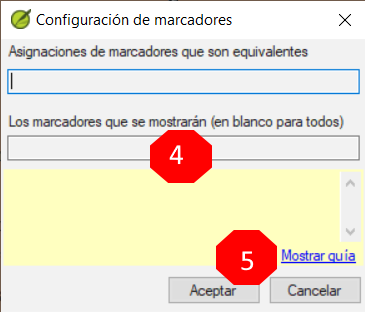 Configuración de marcadores
Asignaciones de marcadores que son equivalentes
Los marcadores que se mostrarán (en blanco para todos)
4
5
Mostrar guía
Aceptar
Cancelar